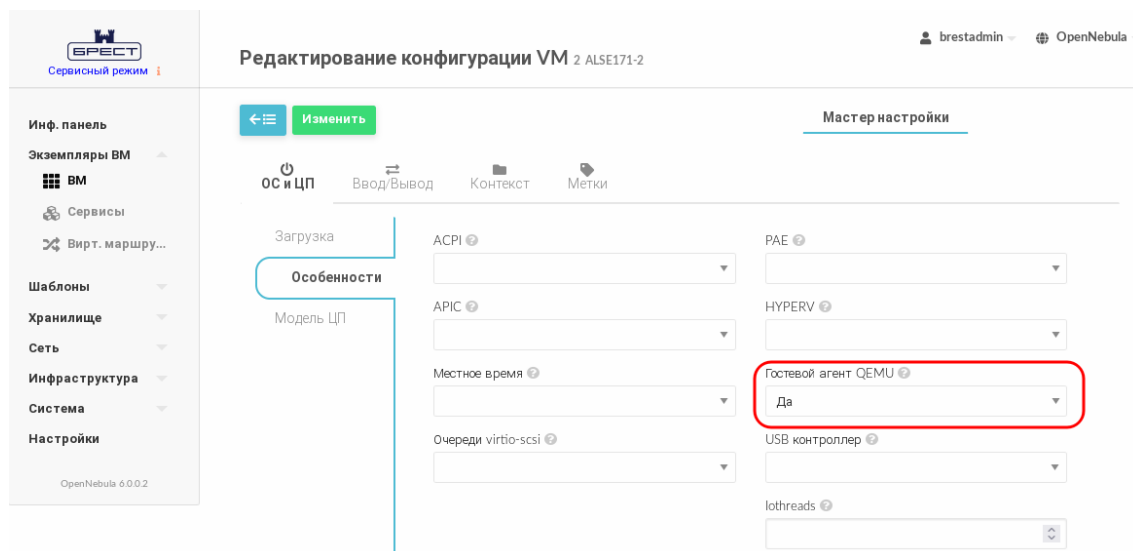 БРЕСТ
Сервисный режим
brestadmin
OpenNebula
Редактирование конфигурации VM 2 ALSE171-2
Изменить
Мастер настройки
Инф. панель
Экземпляры ВМ
ВМ
Сервисы
Вирт. маршру...
Шаблоны
Хранилище
Сеть
Инфраструктура
Система
Настройки
OpenNebula 6.0.0.2
ОС и ЦП
Ввод/Вывод
Контекст
Метки
Загрузка
Особенности
Модель ЦП
ACPI
PAE
APIC
HYPERV
Местное время
Гостевой агент QEMU
Да
Очереди virtio-scsi
USB контроллер
Iothreads